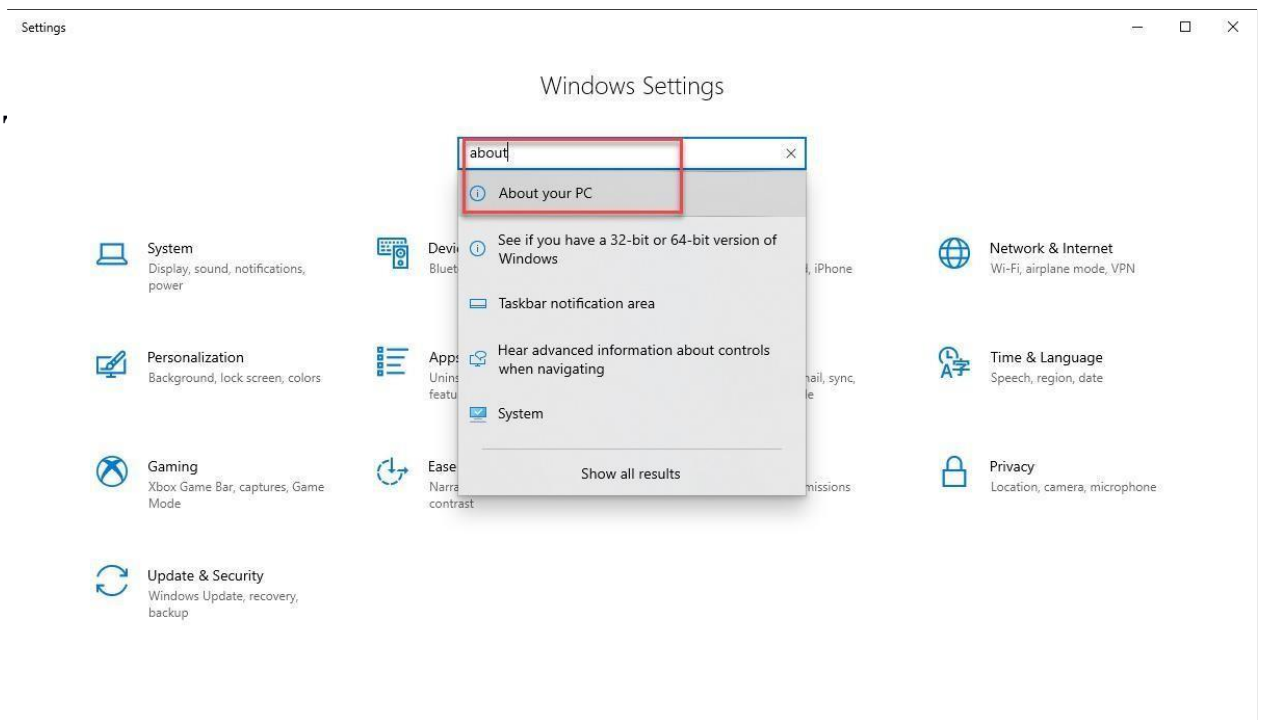 Settings
Windows Settings
about
About your PC
See if you have a 32-bit or 64-bit version of
Windows
Taskbar notification area
Hear advanced information about controls
when navigating
System
Show all results
System
Display, sound, notifications,
power
, iPhone
Network & Internet
Wi-Fi, airplane mode, VPN
Personalization
Background, lock screen, colors
Apps
sync,
Time & Language
Speech, region, date
Gaming
Xbox Game Bar, captures, Game
Mode
Ease
contrast
Privacy
Location, camera, microphone
Update & Security
Windows Update, recovery,
backup